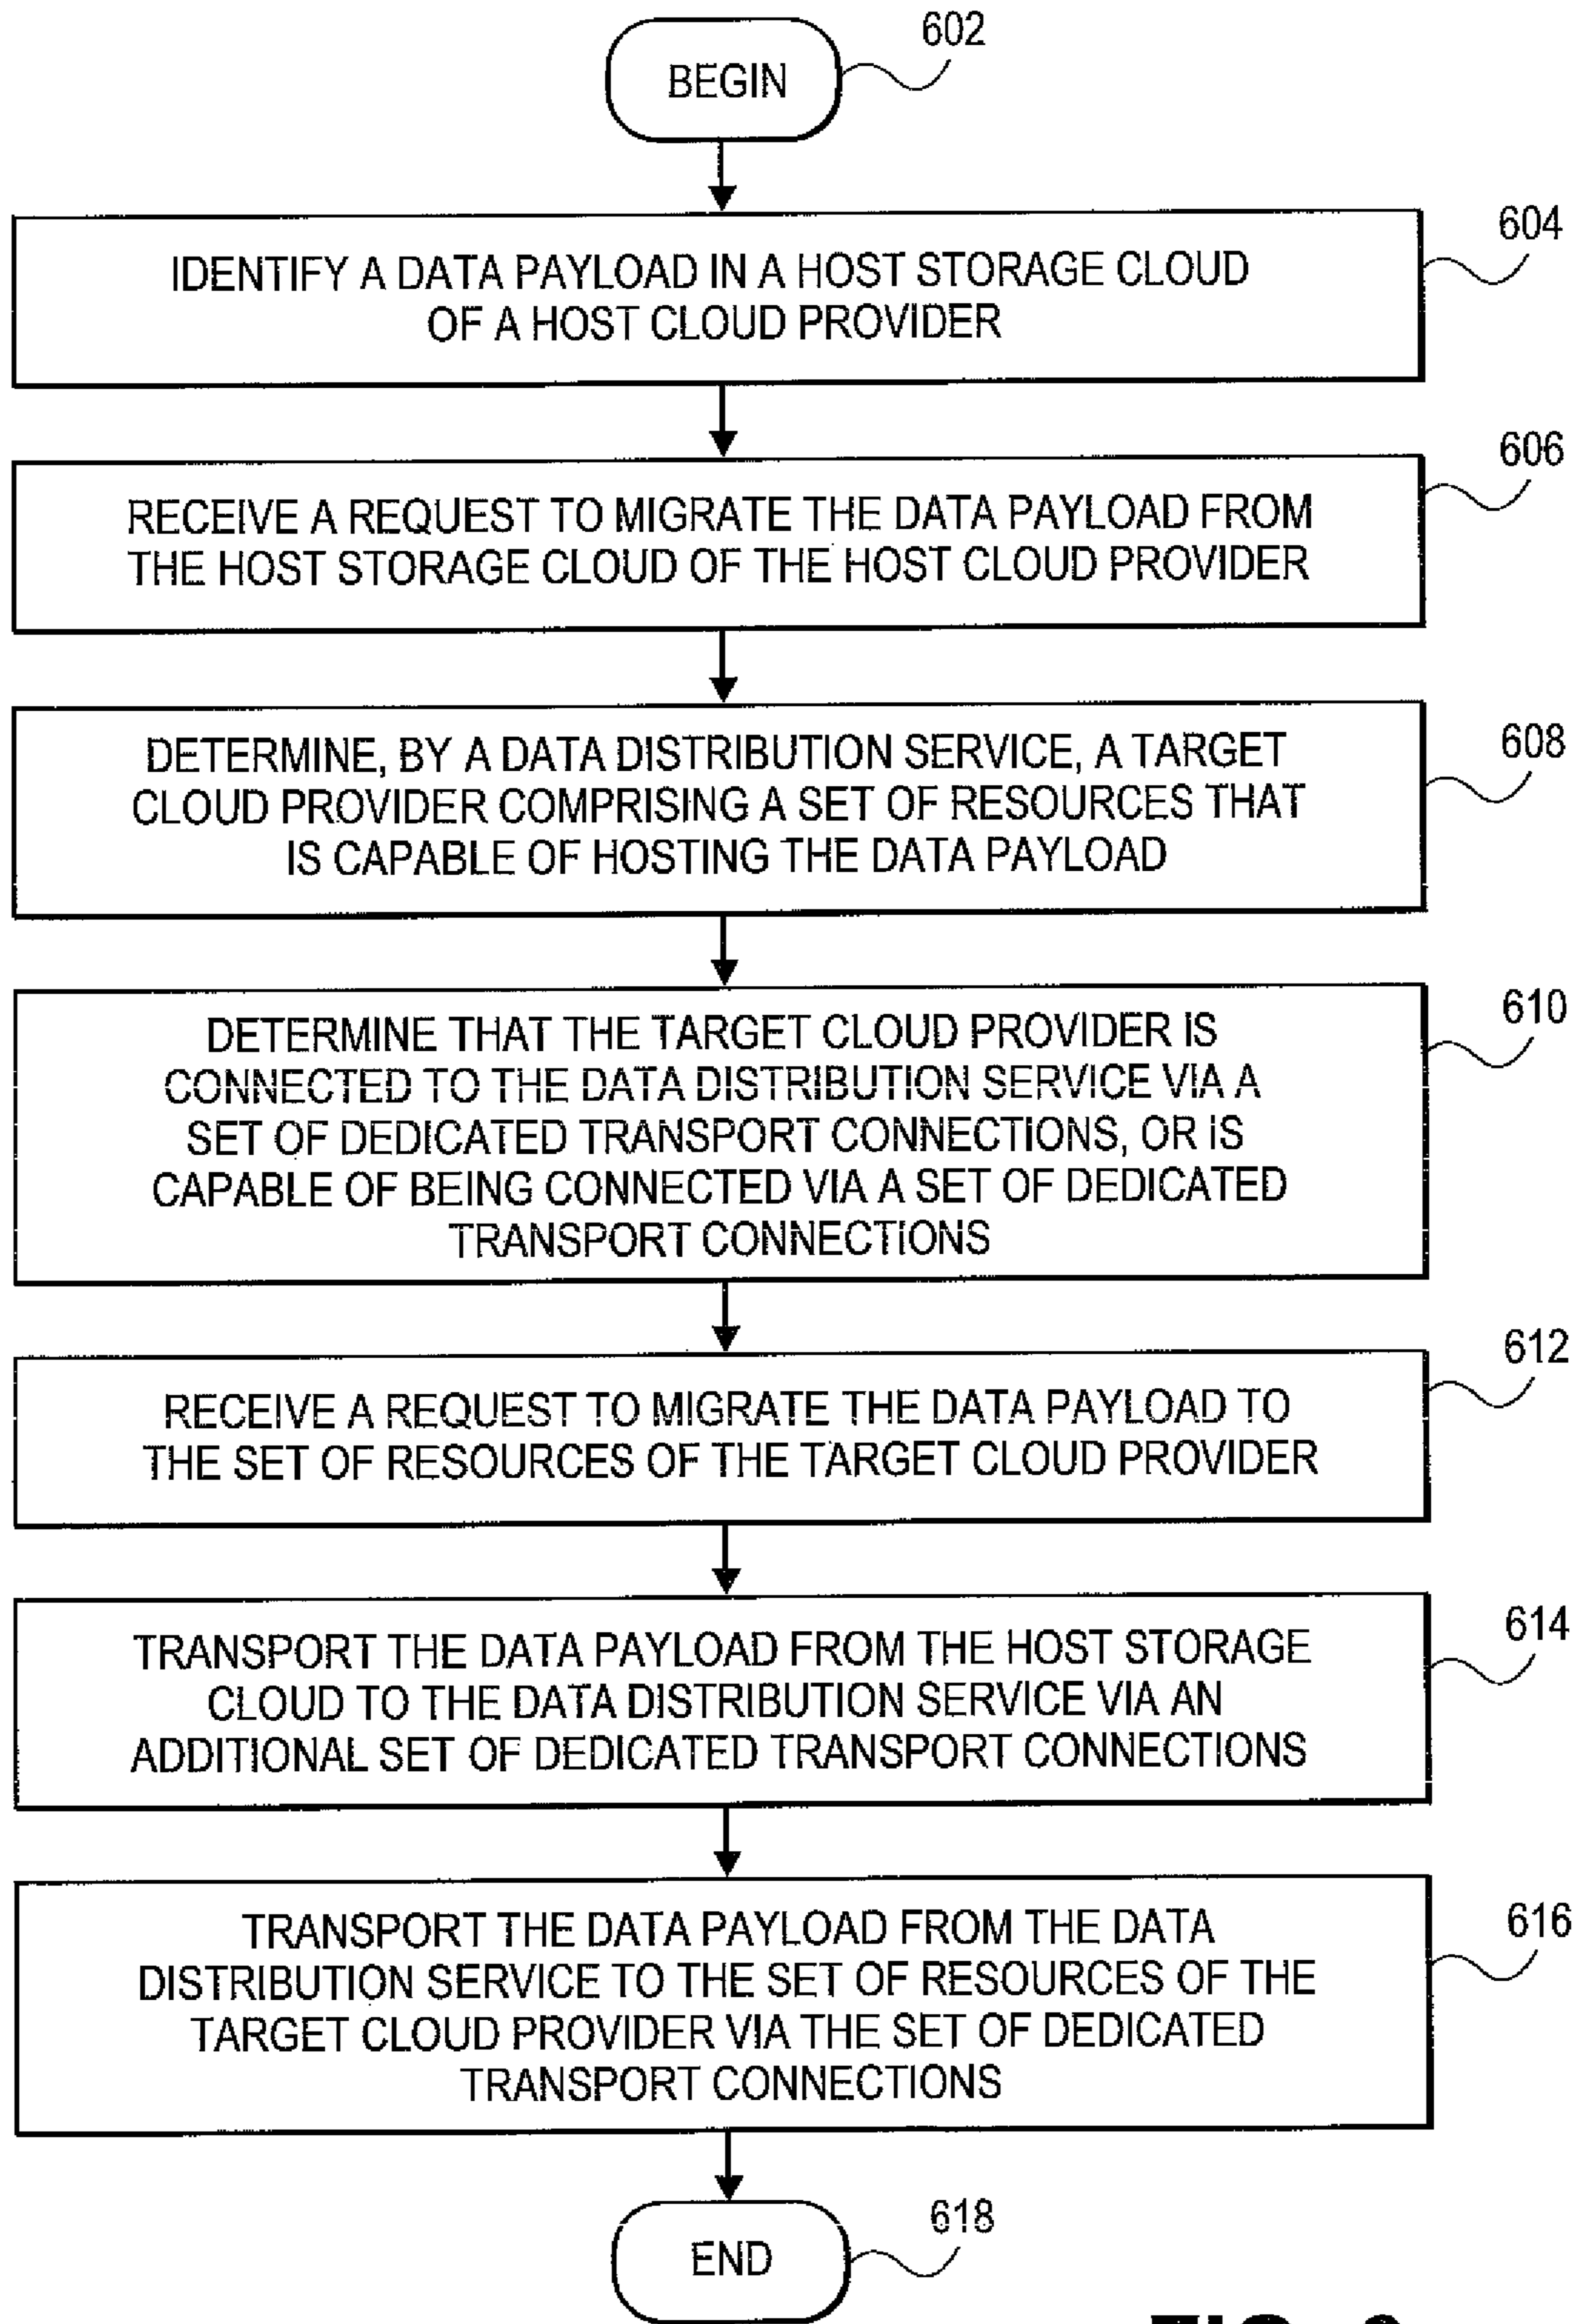 602
BEGIN
604
IDENTIFY A DATA PAYLOAD IN A HOST STORAGE CLOUD
OF A HOST CLOUD PROVIDER
606
RECEIVE A REQUEST TO MIGRATE THE DATA PAYLOAD FROM
THE HOST STORAGE CLOUD OF THE HOST CLOUD PROVIDER
608
DETERMINE, BY A DATA DISTRIBUTION SERVICE, A TARGET
CLOUD PROVIDER COMPRISING A SET OF RESOURCES THAT
IS CAPABLE OF HOSTING THE DATA PAYLOAD
610
DETERMINE THAT THE TARGET CLOUD PROVIDER IS
CONNECTED TO THE DATA DISTRIBUTION SERVICE VIA A
SET OF DEDICATED TRANSPORT CONNECTIONS, OR IS
CAPABLE OF BEING CONNECTED VIA A SET OF DEDICATED
TRANSPORT CONNECTIONS
612
RECEIVE A REQUEST TO MIGRATE THE DATA PAYLOAD TO
THE SET OF RESOURCES OF THE TARGET CLOUD PROVIDER
614
TRANSPORT THE DATA PAYLOAD FROM THE HOST STORAGE
CLOUD TO THE DATA DISTRIBUTION SERVICE VIA AN
ADDITIONAL SET OF DEDICATED TRANSPORT CONNECTIONS
616
TRANSPORT THE DATA PAYLOAD FROM THE DATA
DISTRIBUTION SERVICE TO THE SET OF RESOURCES OF THE
TARGET CLOUD PROVIDER VIA THE SET OF DEDICATED
TRANSPORT CONNECTIONS
618
END